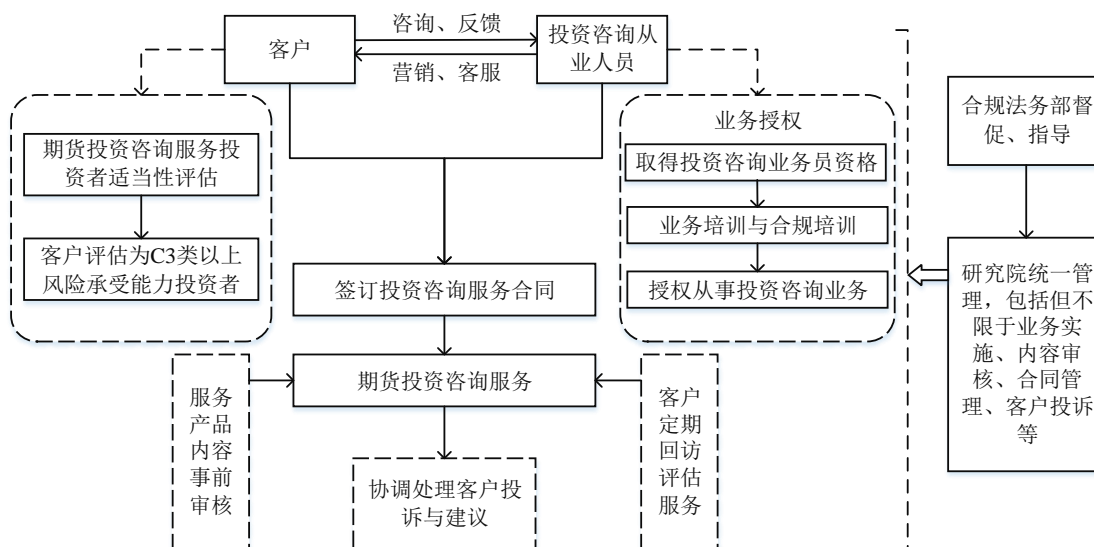 客户
咨询、反馈
营销、客服
投资咨询从
业人员
期货投资咨询服务投
资者适当性评估
客户评估为C3类以上
风险承受能力投资者
业务授权
取得投资咨询业务员资格
业务培训与合规培训
授权从事投资咨询业务
合规法务部督
促、指导
研究院统一管
理，包括但不
限于业务实
施、内容审
核、合同管
理、客户投诉
等
签订投资咨询服务合同
期货投资咨询服务
服务
产品
内容
事前
审核
客户
定期
回访
评估
服务
协调处理客户投
诉与建议